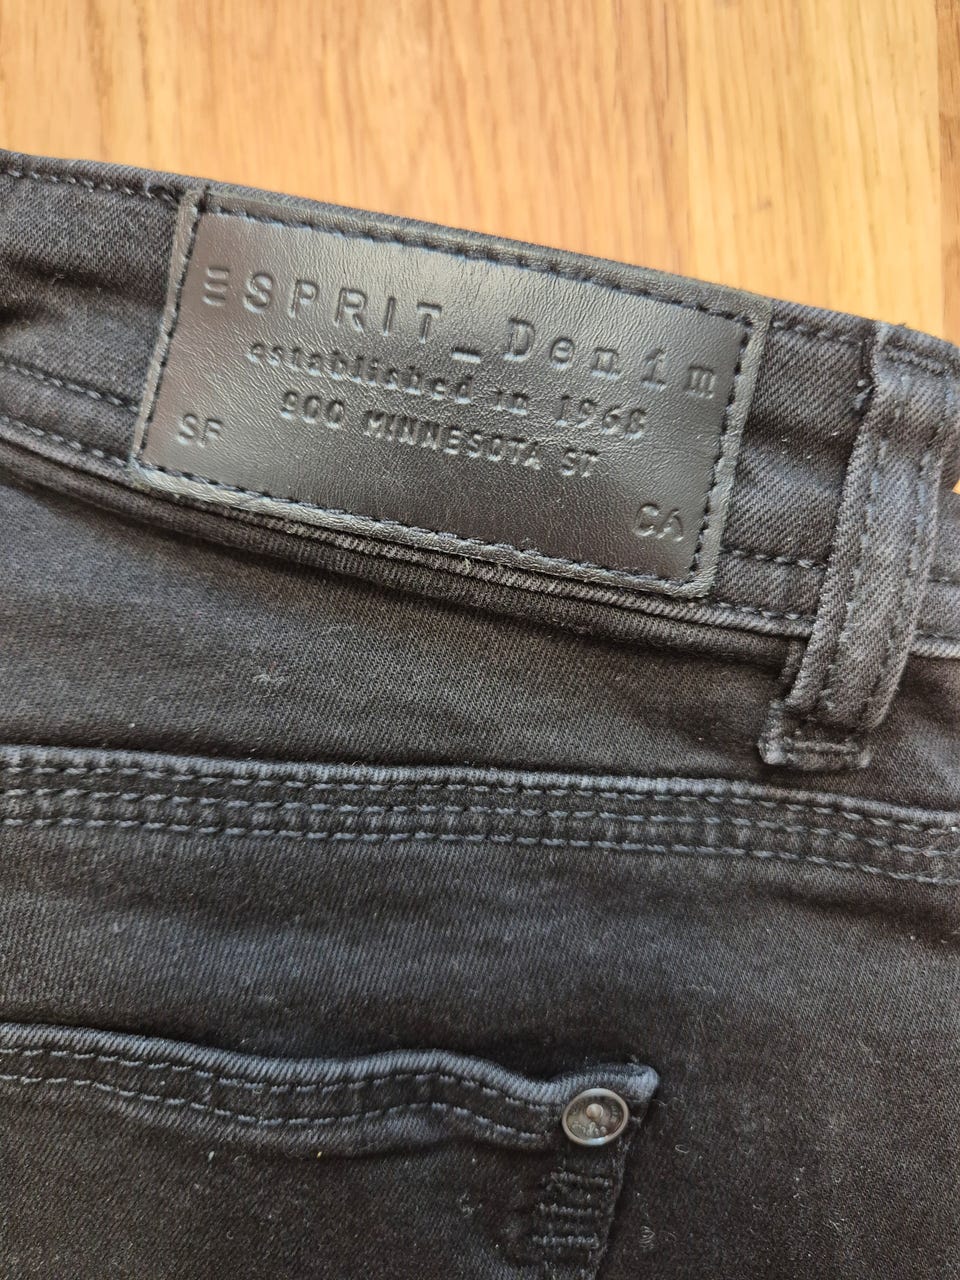 ESPRIT_Denim
established in 1968
900 MINNESOTA ST
SF
CA